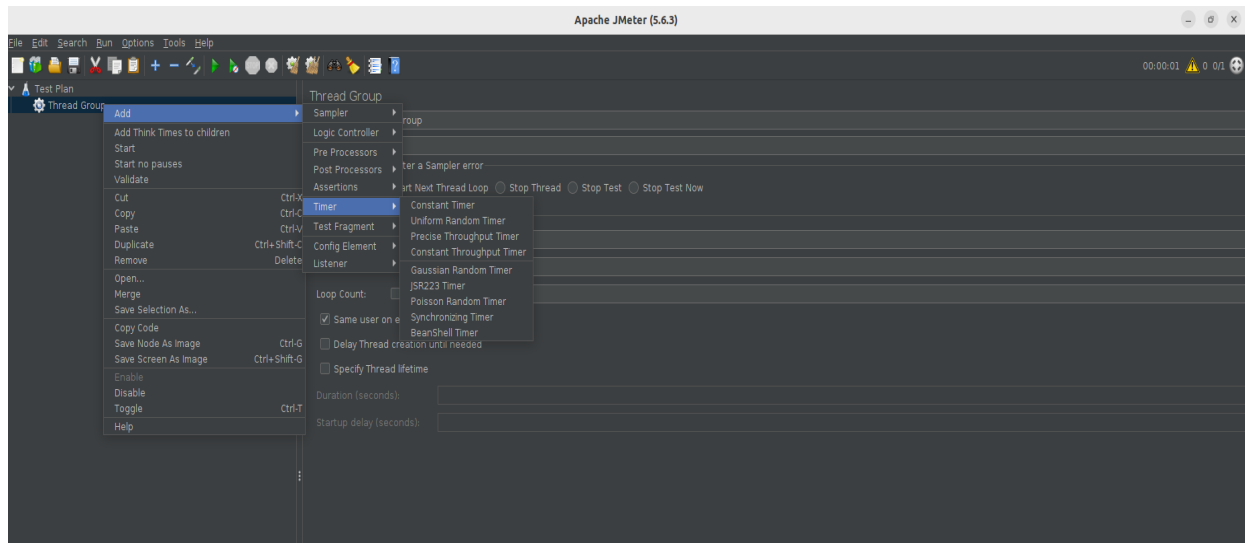 Apache JMeter (5.6.3)
File Edit Search Run Options Tools Help
00:00:01 0 0/1
Test Plan
Thread Group
Add
Add Think Times to children
Start
Start no pauses
Validate
Cut Ctrl-X
Copy Ctrl-C
Paste Ctrl-V
Duplicate Ctrl+Shift-C
Remove Delete
Open...
Merge
Save Selection As...
Copy Code
Save Node As Image Ctrl-G
Save Screen As Image Ctrl+Shift-G
Enable
Disable
Toggle Ctrl-T
Help
Thread Group
Sampler
Logic Controller
Pre Processors
Post Processors
Assertions
Timer
Test Fragment
Config Element
Listener
Constant Timer
Uniform Random Timer
Precise Throughput Timer
Constant Throughput Timer
Gaussian Random Timer
JSR223 Timer
Poisson Random Timer
Synchronizing Timer
BeanShell Timer
roup
ter a Sampler error
art Next Thread Loop Stop Thread Stop Test Stop Test Now
Loop Count:
Same user on e
Delay Thread creation until needed
Specify Thread lifetime
Duration (seconds):
Startup delay (seconds):